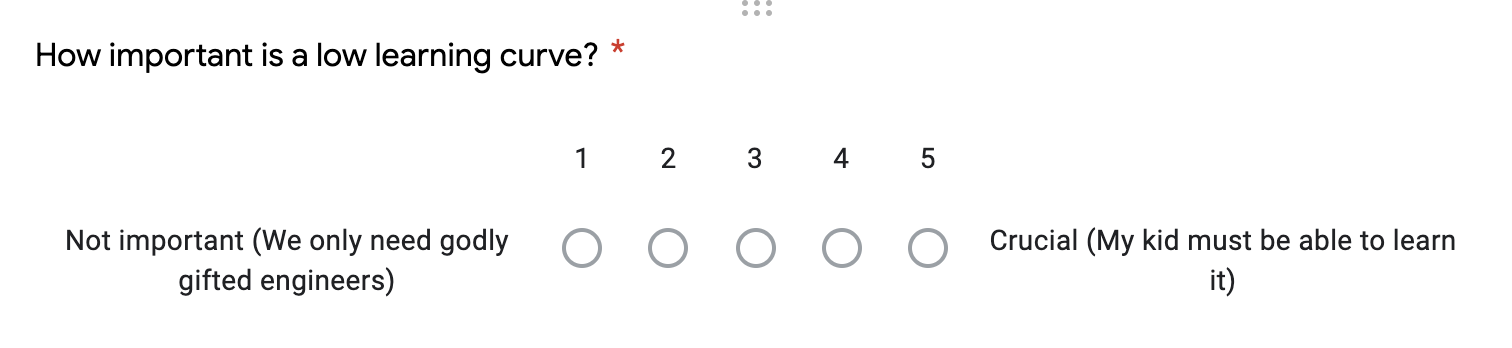 How important is a low learning curve? *
1 2 3 4 5
Not important (We only need godly
gifted engineers)
Crucial (My kid must be able to learn
it)